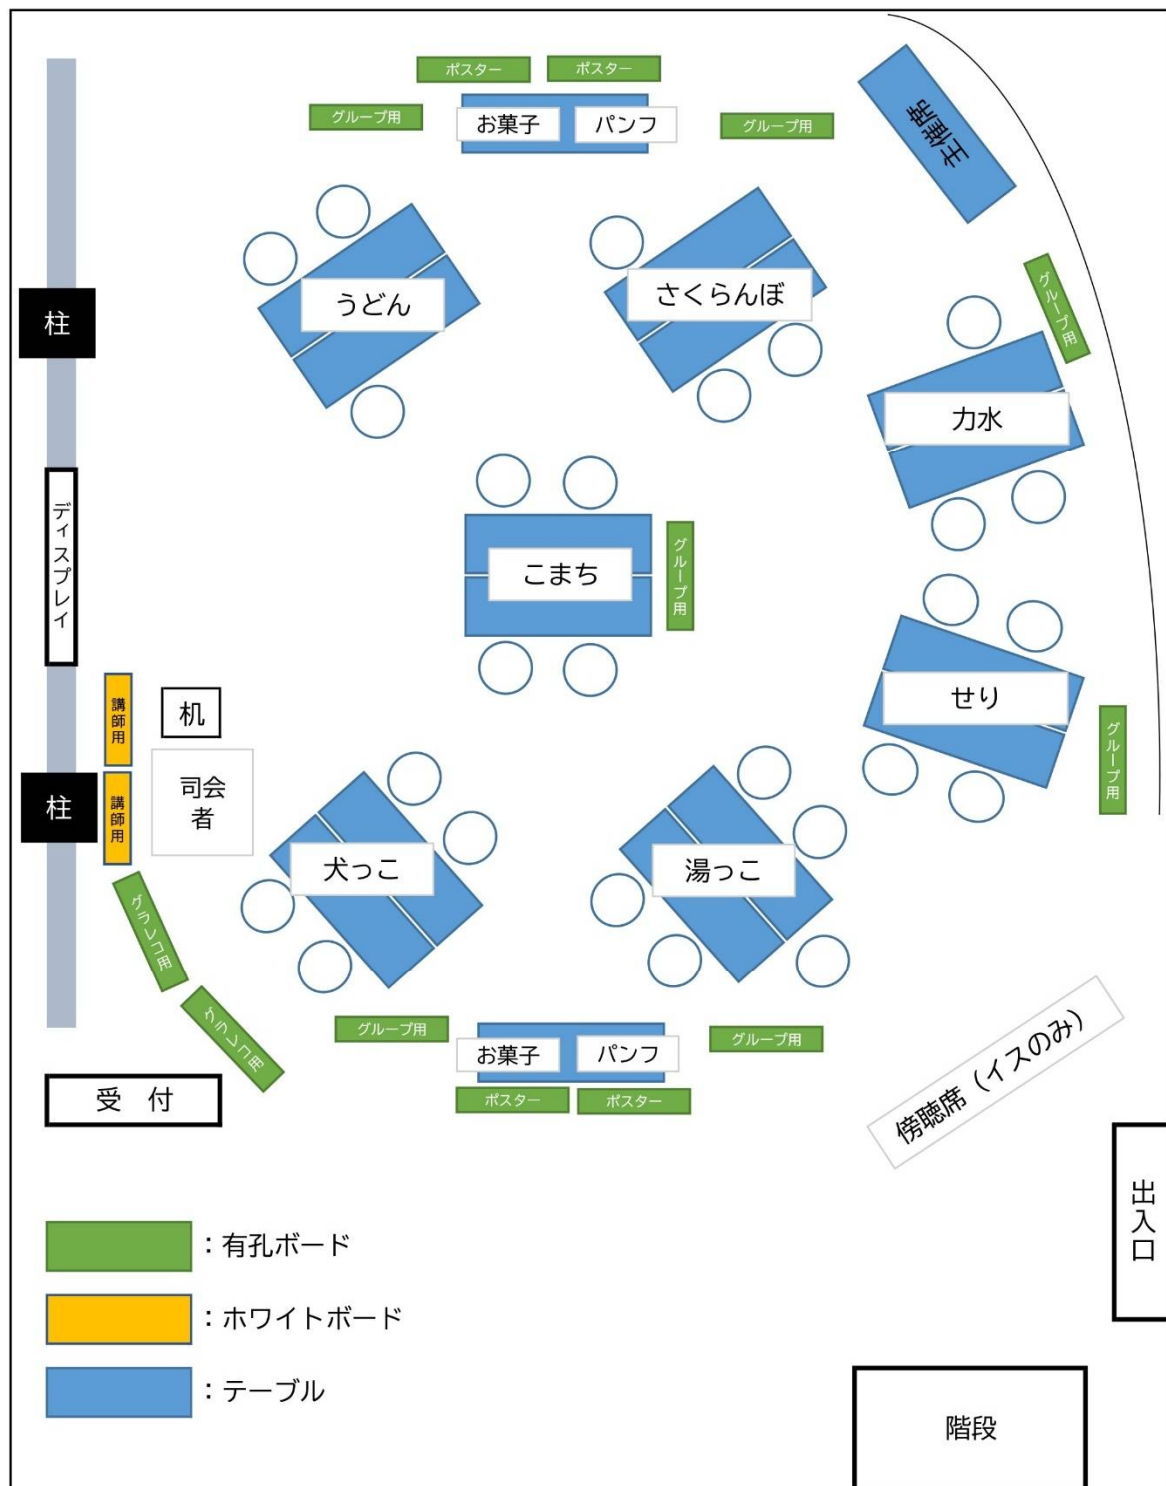 ポスター
ポスター
グループ用
お菓子
パンフ
グループ用
主催席
うどん
さくらんぼ
グループ用
柱
力水
ディスプレイ
こまち
グループ用
講師用
机
せり
グループ用
柱
講師用
司会
者
犬っこ
湯っこ
グラレコ用
グラレコ用
グループ用
お菓子
パンフ
グループ用
ポスター
ポスター
受 付
傍聴席(イスのみ)
出入口
:有孔ボード
:ホワイトボード
:テーブル
階段